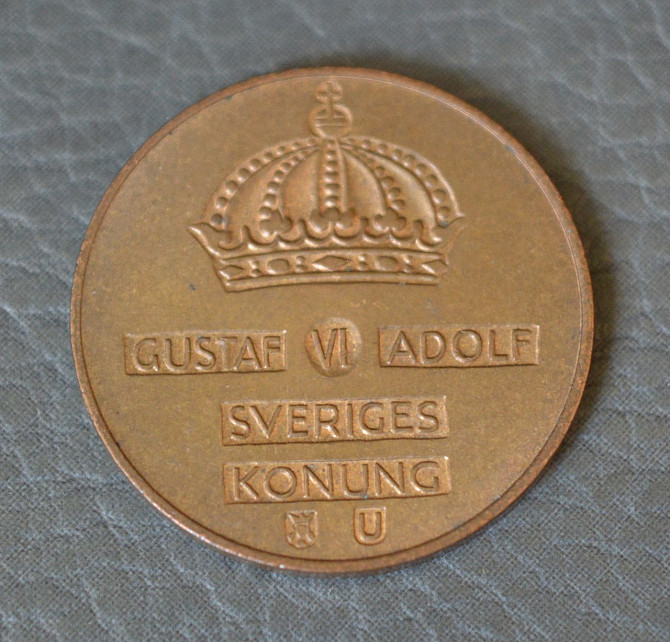 GUSTAF VI ADOLF
SVERIGES
KONUNG
U